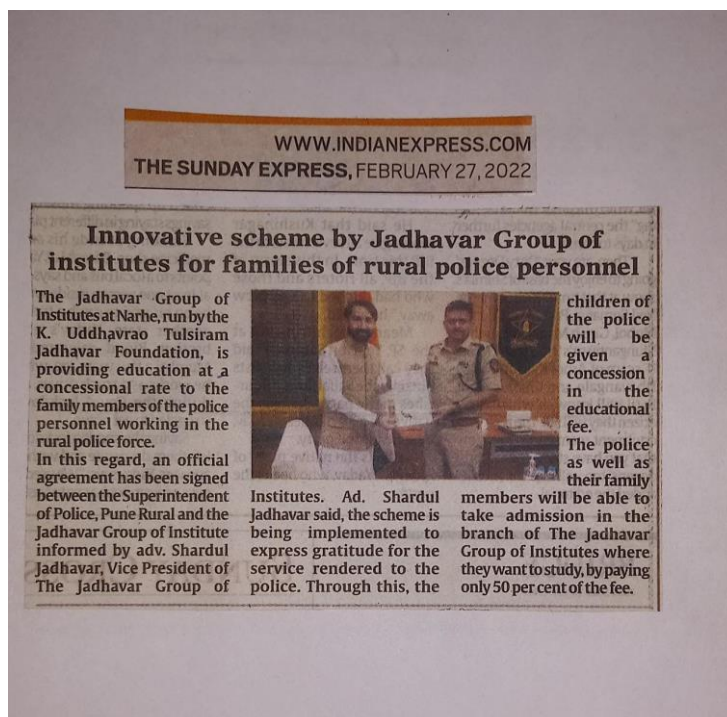 WWW.INDIANEXPRESS.COM
THE SUNDAY EXPRESS, FEBRUARY 27, 2022
Innovative scheme by Jadhavar Group of
institutes for families of rural police personnel
The Jadhavar Group of
Institutes at Narhe, run by the
K. Uddhavrao Tulsiram
Jadhavar Foundation, is
providing education at a
concessional rate to the
family members of the police
personnel working in the
rural police force.
In this regard, an official
agreement has been signed
between the Superintendent
of Police, Pune Rural and the
Jadhavar Group of Institute
informed by adv. Shardul
Jadhavar, Vice President of
The Jadhavar Group of
Institutes. Ad. Shardul
Jadhavar said, the scheme is
being implemented to
express gratitude for the
service rendered to the
police. Through this, the
children of
the police
will be
given a
concession
in the
educational
fee.
The police
as well as
their family
members will be able to
take admission in the
branch of The Jadhavar
Group of Institutes where
they want to study, by paying
only 50 per cent of the fee.